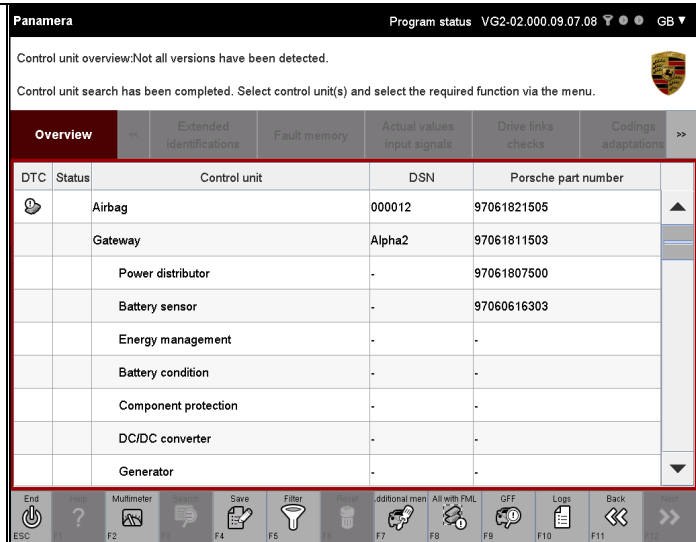 Panamera Program status VG2-02.000.09.07.08 GB
Control unit overview:Not all versions have been detected.
Control unit search has been completed. Select control unit(s) and select the required function via the menu.
Overview << Extended identifications Fault memory Actual values input signals Drive links checks Codings adaptations >>
DTC Status Control unit DSN Porsche part number
Airbag 000012 97061821505
Gateway Alpha2 97061811503
Power distributor - 97061807500
Battery sensor - 97060616303
Energy management - -
Battery condition - -
Component protection - -
DC/DC converter - -
Generator - -
End Help Multimeter Search Save Filter Reset .dditional men All with FML GFF Logs Back Next
ESC F1 F2 F3 F4 F5 F6 F7 F8 F9 F10 F11 F12